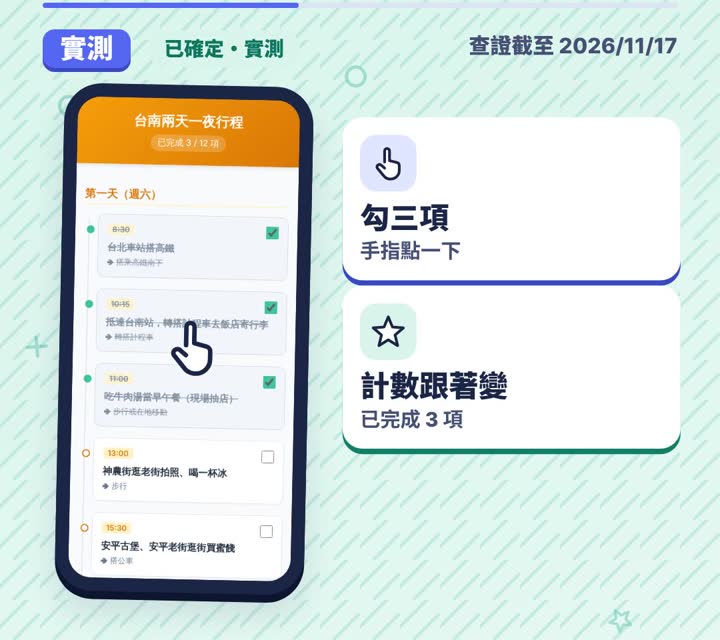 實測
已確定・實測
查證截至 2026/11/17
台南兩天一夜行程
已完成 3 / 12 項
第一天（週六）
8:30
台北車站搭高鐵
➔ 搭乘高鐵南下
10:15
抵達台南站，轉搭計程車去飯店寄行李
➔ 轉搭計程車
11:00
吃牛肉湯當早午餐（現場抽店）
➔ 步行或在地移動
13:00
神農街逛老街拍照、喝一杯冰
➔ 步行
15:30
安平古堡、安平老街逛街買蜜餞
➔ 搭公車
勾三項
手指點一下
計數跟著變
已完成 3 項